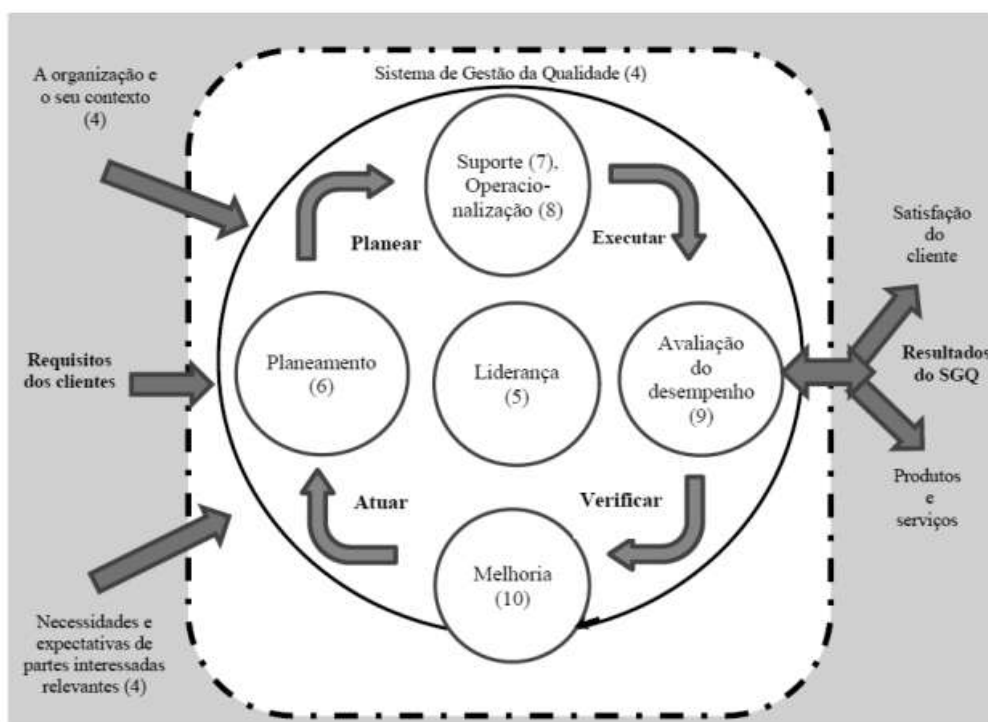 Sistema de Gestão da Qualidade (4)
A organização e
o seu contexto
(4)
Suporte (7),
Operacio-
nalização (8)
Planear
Executar
Satisfação
do
cliente
Requisitos
dos clientes
Planeamento
(6)
Liderança
(5)
Avaliação
do
desempenho
(9)
Resultados
do SGQ
Atuar
Verificar
Produtos
e
serviços
Melhoria
(10)
Necessidades e
expectativas de
partes interessadas
relevantes (4)